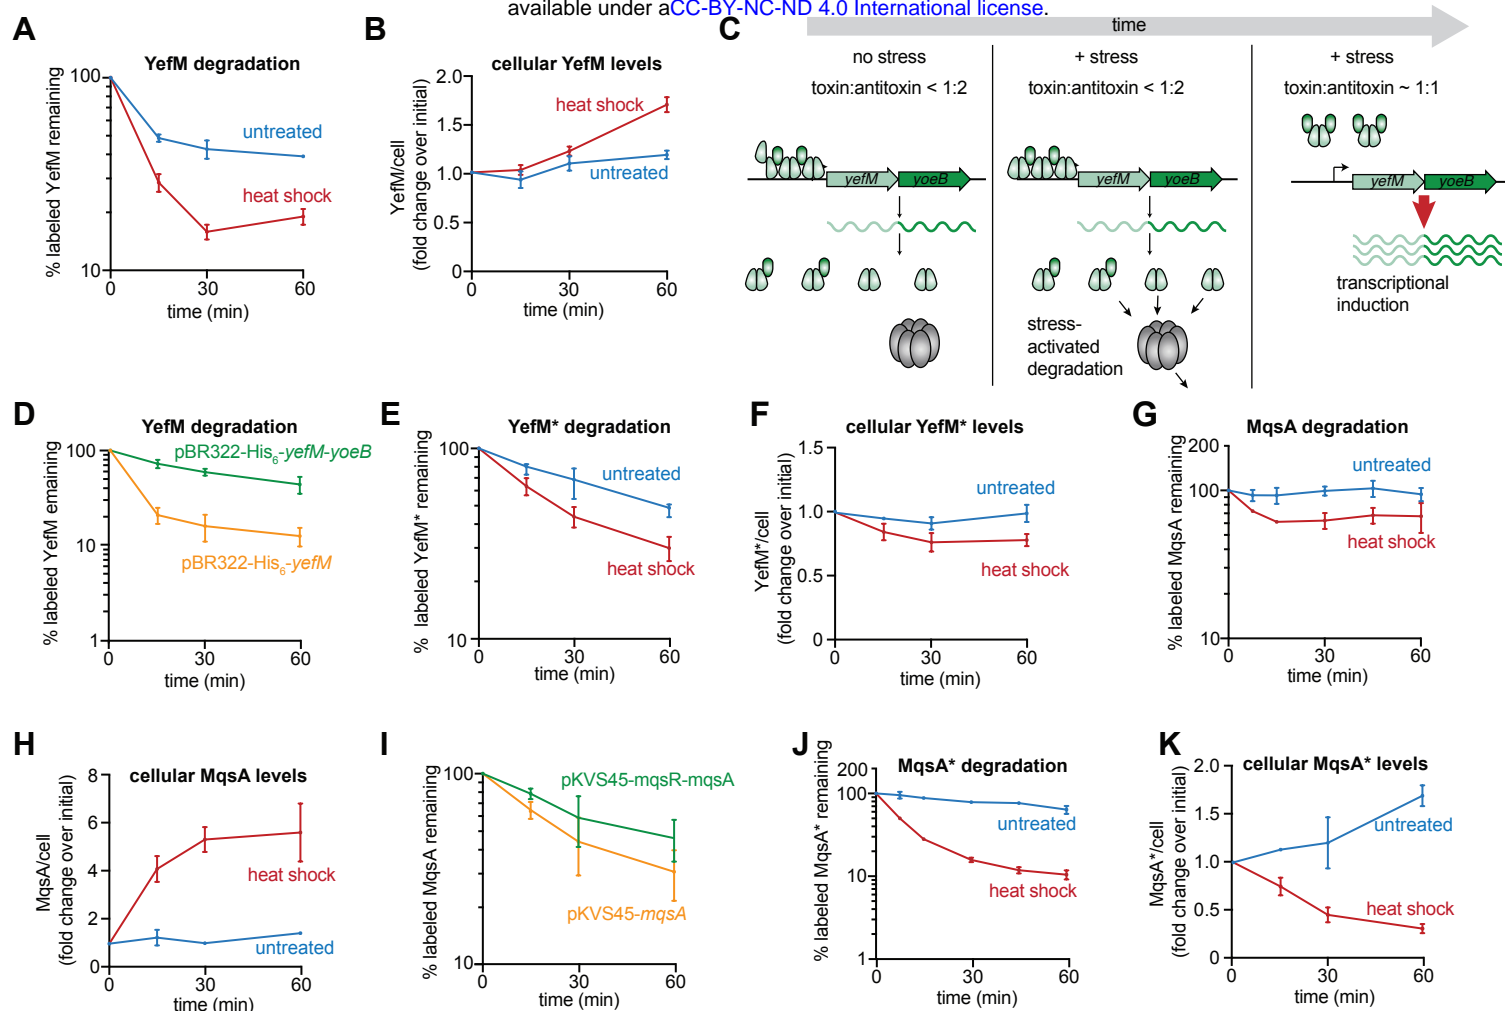 available under aCC-BY-NC-ND 4.0 International license.
A
YefM degradation
% labeled YefM remaining
100
10
untreated
heat shock
0
30
60
time (min)
B
cellular YefM levels
YefM/cell
(fold change over initial)
2.0
1.5
1.0
0.5
0
heat shock
untreated
0
30
60
time (min)
C
time
no stress
toxin:antitoxin < 1:2
yefM
yoeB
+ stress
toxin:antitoxin < 1:2
yefM
yoeB
stress-
activated
degradation
+ stress
toxin:antitoxin ~ 1:1
yefM
yoeB
transcriptional
induction
D
YefM degradation
% labeled YefM remaining
100
10
1
pBR322-His6-yefM-yoeB
pBR322-His6-yefM
0
30
60
time (min)
E
YefM* degradation
% labeled YefM* remaining
100
10
untreated
heat shock
0
30
60
time (min)
F
cellular YefM* levels
YefM*/cell
(fold change over initial)
1.5
1.0
0.5
0
untreated
heat shock
0
30
60
time (min)
G
MqsA degradation
% labeled MqsA remaining
200
100
10
untreated
heat shock
0
30
60
time (min)
H
cellular MqsA levels
MqsA/cell
(fold change over initial)
8
6
4
2
0
heat shock
untreated
0
30
60
time (min)
I
% labeled MqsA remaining
100
10
pKVS45-mqsR-mqsA
pKVS45-mqsA
0
30
60
time (min)
J
MqsA* degradation
% labeled MqsA* remaining
200
100
10
1
untreated
heat shock
0
30
60
time (min)
K
cellular MqsA* levels
MqsA*/cell
(fold change over initial)
2.0
1.5
1.0
0.5
0
untreated
heat shock
0
30
60
time (min)